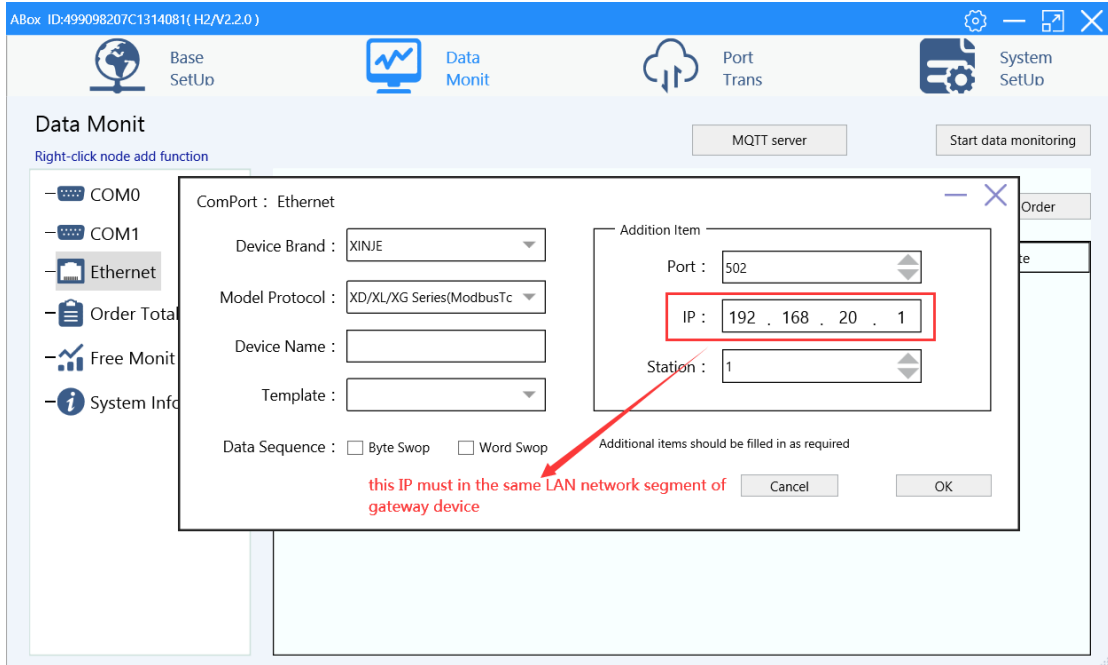 ABox ID:499098207C1314081( H2/V2.2.0 )
Base
SetUp
Data
Monit
Port
Trans
System
SetUp
Data Monit
Right-click node add function
MQTT server
Start data monitoring
COM0
COM1
Ethernet
Order Total
Free Monit
System Info
Order
ComPort : Ethernet
Device Brand : XINJE
Model Protocol : XD/XL/XG Series(ModbusTc
Device Name :
Template :
Data Sequence : Byte Swop Word Swop
Addition Item
Port : 502
IP : 192 . 168 . 20 . 1
Station : 1
Additional items should be filled in as required
this IP must in the same LAN network segment of
gateway device
Cancel
OK